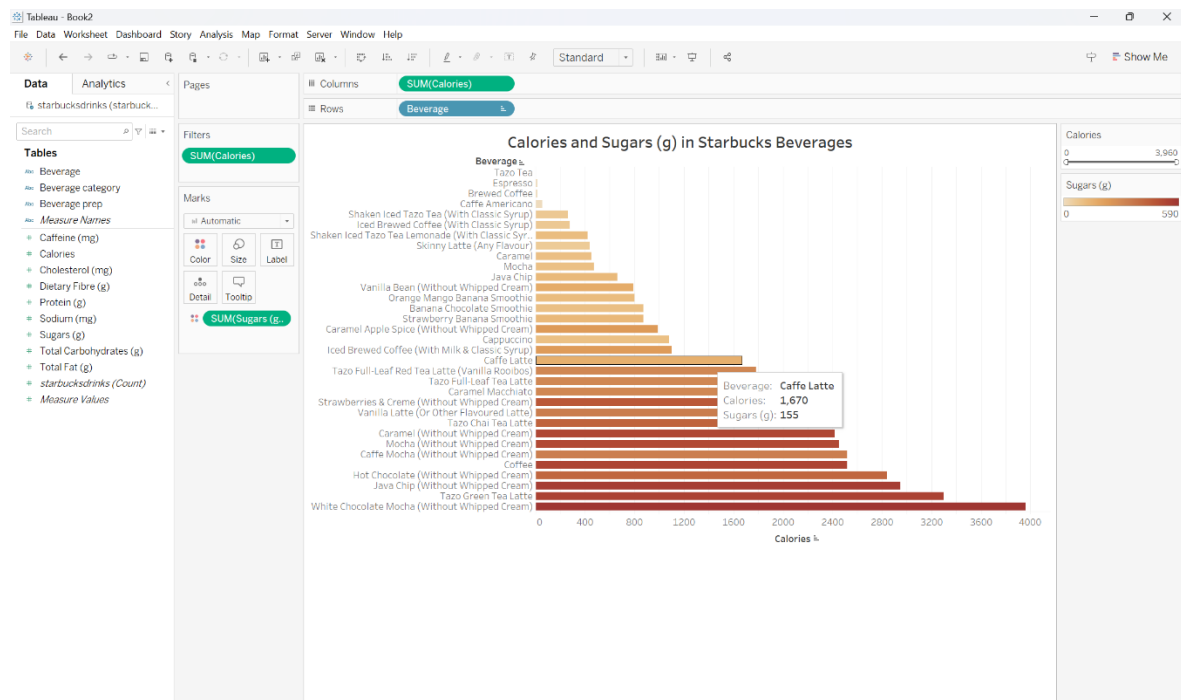 Tableau - Book2
File Data Worksheet Dashboard Story Analysis Map Format Server Window Help
Standard
Show Me
Data Analytics
starbucksdrinks (starbuck...
Search
Tables
Abc Beverage
Abc Beverage category
Abc Beverage prep
Abc Measure Names
# Caffeine (mg)
# Calories
# Cholesterol (mg)
# Dietary Fibre (g)
# Protein (g)
# Sodium (mg)
# Sugars (g)
# Total Carbohydrates (g)
# Total Fat (g)
# starbucksdrinks (Count)
# Measure Values
Pages
Filters
SUM(Calories)
Marks
Automatic
Color Size Label
Detail Tooltip
SUM(Sugars (g..
Columns SUM(Calories)
Rows Beverage
Calories and Sugars (g) in Starbucks Beverages
Beverage
Tazo Tea
Espresso
Brewed Coffee
Caffe Americano
Shaken Iced Tazo Tea (With Classic Syrup)
Iced Brewed Coffee (With Classic Syrup)
Shaken Iced Tazo Tea Lemonade (With Classic Syr..
Skinny Latte (Any Flavour)
Caramel
Mocha
Java Chip
Vanilla Bean (Without Whipped Cream)
Orange Mango Banana Smoothie
Banana Chocolate Smoothie
Strawberry Banana Smoothie
Caramel Apple Spice (Without Whipped Cream)
Cappuccino
Iced Brewed Coffee (With Milk & Classic Syrup)
Caffe Latte
Tazo Full-Leaf Red Tea Latte (Vanilla Rooibos)
Tazo Full-Leaf Tea Latte
Caramel Macchiato
Strawberries & Creme (Without Whipped Cream)
Vanilla Latte (Or Other Flavoured Latte)
Tazo Chai Tea Latte
Caramel (Without Whipped Cream)
Mocha (Without Whipped Cream)
Caffe Mocha (Without Whipped Cream)
Coffee
Hot Chocolate (Without Whipped Cream)
Java Chip (Without Whipped Cream)
Tazo Green Tea Latte
White Chocolate Mocha (Without Whipped Cream)
0 400 800 1200 1600 2000 2400 2800 3200 3600 4000
Calories
Beverage: Caffe Latte
Calories: 1,670
Sugars (g): 155
Calories
0 3,960
Sugars (g)
0 590